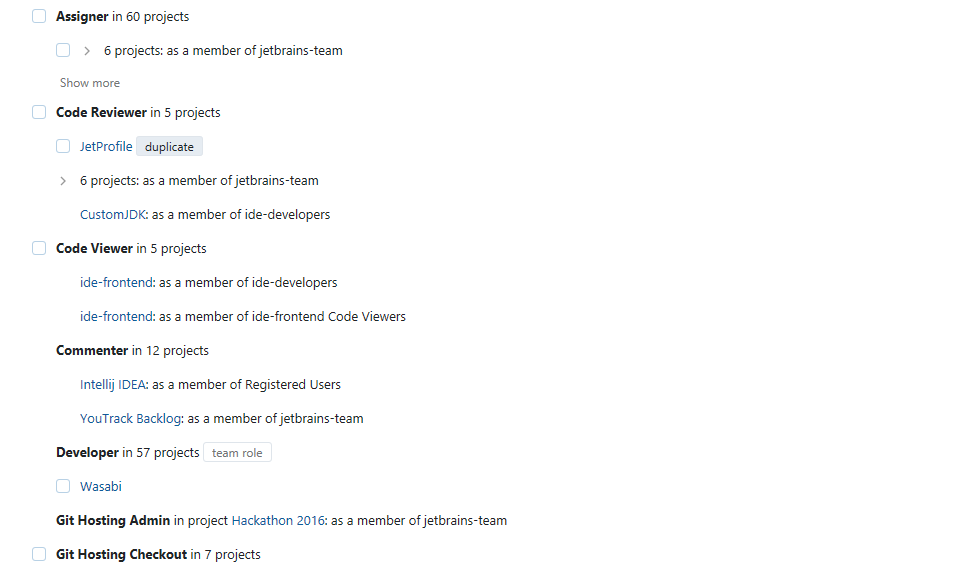 Assigner in 60 projects
6 projects: as a member of jetbrains-team
Show more
Code Reviewer in 5 projects
JetProfile duplicate
6 projects: as a member of jetbrains-team
CustomJDK: as a member of ide-developers
Code Viewer in 5 projects
ide-frontend: as a member of ide-developers
ide-frontend: as a member of ide-frontend Code Viewers
Commenter in 12 projects
Intellij IDEA: as a member of Registered Users
YouTrack Backlog: as a member of jetbrains-team
Developer in 57 projects team role
Wasabi
Git Hosting Admin in project Hackathon 2016: as a member of jetbrains-team
Git Hosting Checkout in 7 projects